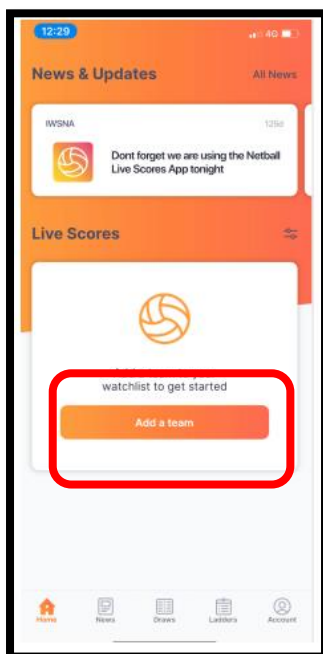 12:29
4G
News & Updates
All News
IWSNA
125d
Dont forget we are using the Netball
Live Scores App tonight
Live Scores
watchlist to get started
Add a team
Home
News
Draws
Ladders
Account